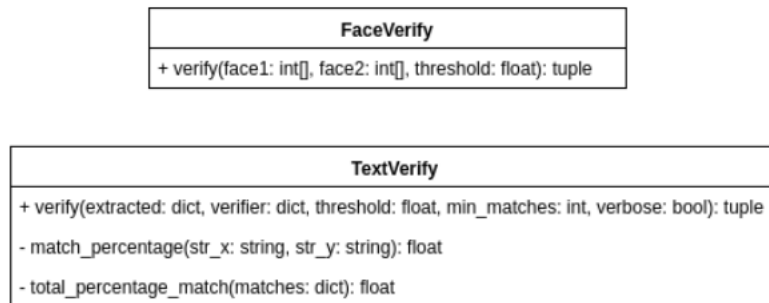 FaceVerify
+ verify(face1: int[], face2: int[], threshold: float): tuple
TextVerify
+ verify(extracted: dict, verifier: dict, threshold: float, min_matches: int, verbose: bool): tuple
- match_percentage(str_x: string, str_y: string): float
- total_percentage_match(matches: dict): float